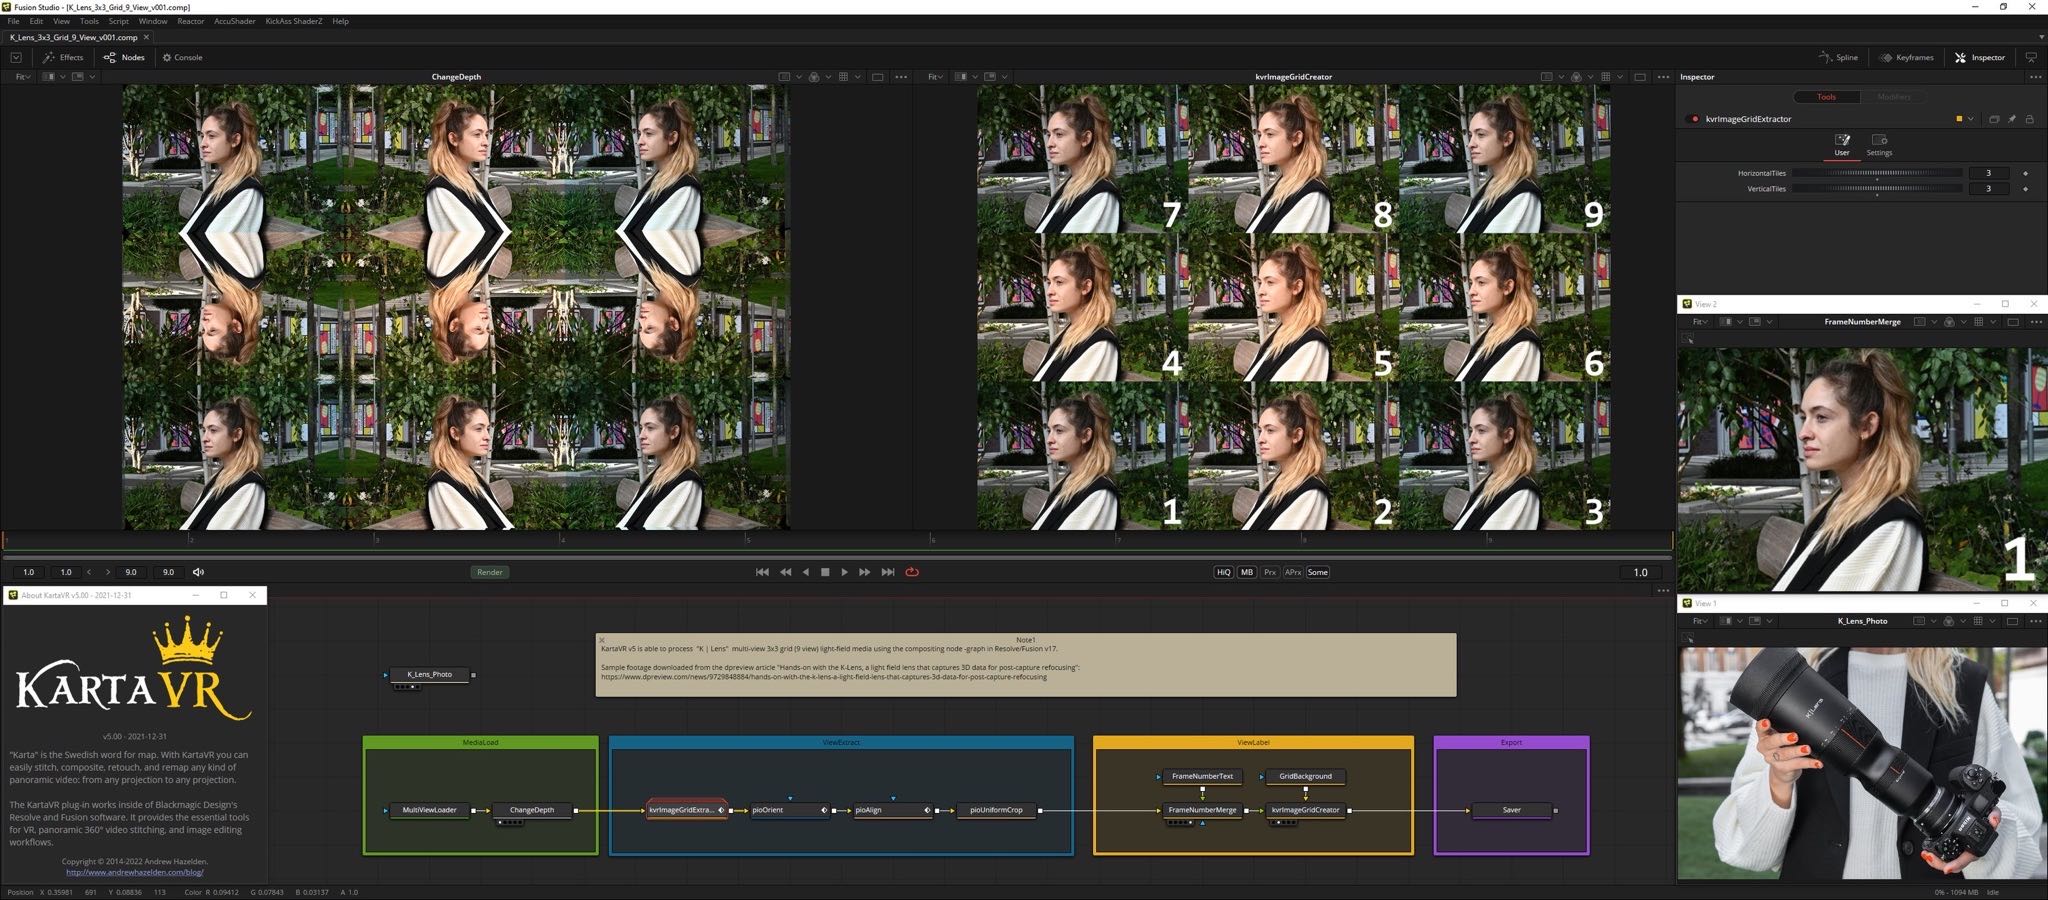 Fusion Studio - [K_Lens_3x3_Grid_9_View_v001.comp]
File Edit View Tools Script Window Reactor AccuShader KickAss ShaderZ Help
K_Lens_3x3_Grid_9_View_v001.comp
Effects Nodes Console Spline Keyframes Inspector
Fit ChangeDepth Fit kvrImageGridCreator Inspector
Tools Modifiers
kvrImageGridExtractor
User Settings
HorizontalTiles 3
VerticalTiles 3
7 8 9
4 5 6
1 2 3
View 2
Fit FrameNumberMerge
1
1 2 3 4 5 6 7 8 9
1.0 1.0 9.0 9.0 Render HiQ MB Prx APrx Some 1.0
About KartaVR v5.00 - 2021-12-31
KARTAVR
v5.00 - 2021-12-31
"Karta" is the Swedish word for map. With KartaVR you can
easily stitch, composite, retouch, and remap any kind of
panoramic video: from any projection to any projection.
The KartaVR plug-in works inside of Blackmagic Design's
Resolve and Fusion software. It provides the essential tools
for VR, panoramic 360° video stitching, and image editing
workflows.
Copyright © 2014-2022 Andrew Hazelden.
http://www.andrewhazelden.com/blog/
K_Lens_Photo
Note1
KartaVR v5 is able to process "K | Lens" multi-view 3x3 grid (9 view) light-field media using the compositing node -graph in Resolve/Fusion v17.
Sample footage downloaded from the dpreview article "Hands-on with the K-Lens, a light field lens that captures 3D data for post-capture refocusing":
https://www.dpreview.com/news/9729848884/hands-on-with-the-k-lens-a-light-field-lens-that-captures-3d-data-for-post-capture-refocusing
MediaLoad ViewExtract ViewLabel Export
FrameNumberText GridBackground
MultiViewLoader ChangeDepth kvrImageGridExtra... pioOrient pioAlign pioUniformCrop FrameNumberMerge kvrImageGridCreator Saver
View 1
Fit K_Lens_Photo
K|Lens
Nikon
Position X 0.35981 691 Y 0.08836 113 Color R 0.09412 G 0.07843 B 0.03137 A 1.0
0% - 1094 MB Idle